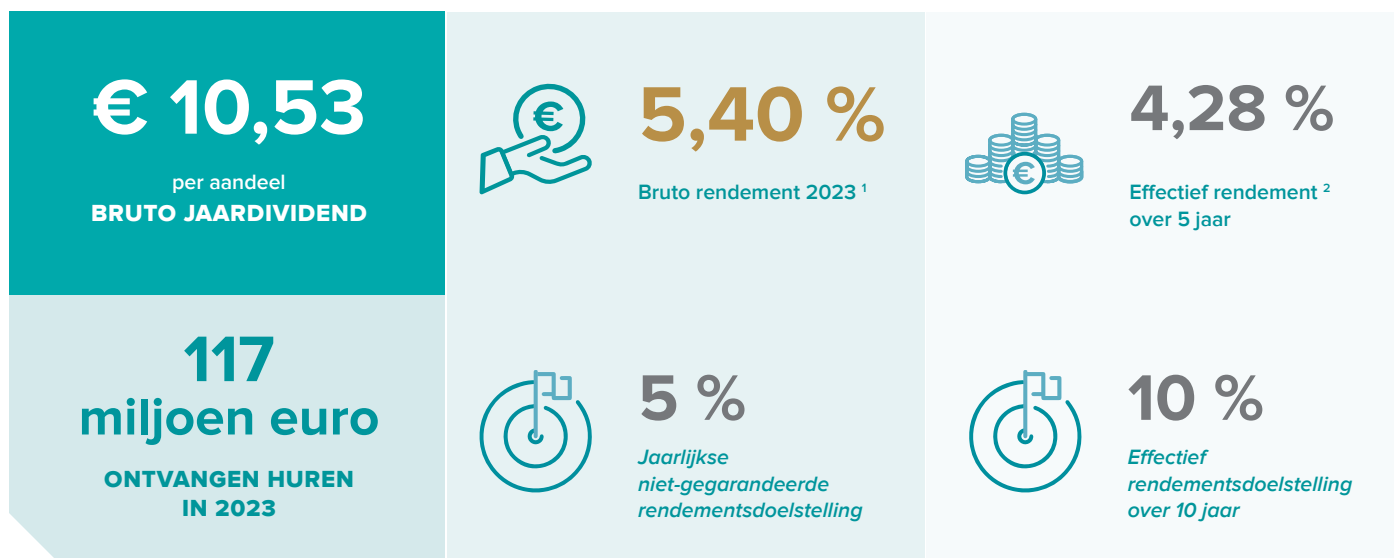 € 10,53
per aandeel
BRUTO JAARDIVIDEND
117
miljoen euro
ONTVANGEN HUREN
IN 2023
€
5,40 %
Bruto rendement 2023 ¹
5 %
Jaarlijkse
niet-gegarandeerde
rendementsdoelstelling
€
4,28 %
Effectief rendement ²
over 5 jaar
10 %
Effectief
rendementsdoelstelling
over 10 jaar